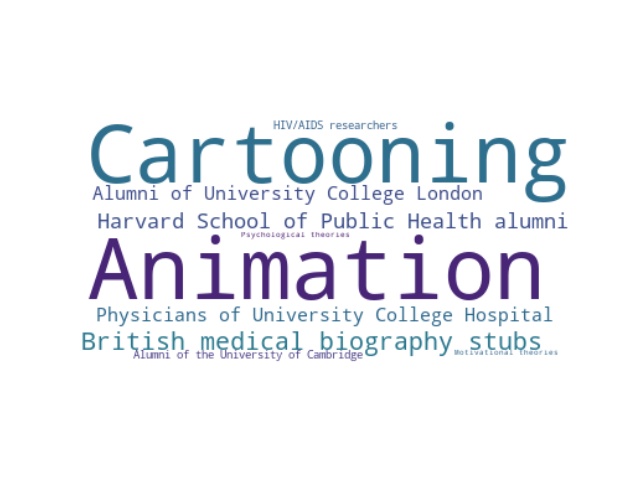 HIV/AIDS researchers
Cartooning
Alumni of University College London
Harvard School of Public Health alumni
Psychological theories
Animation
Physicians of University College Hospital
British medical biography stubs
Alumni of the University of Cambridge
Motivational theories